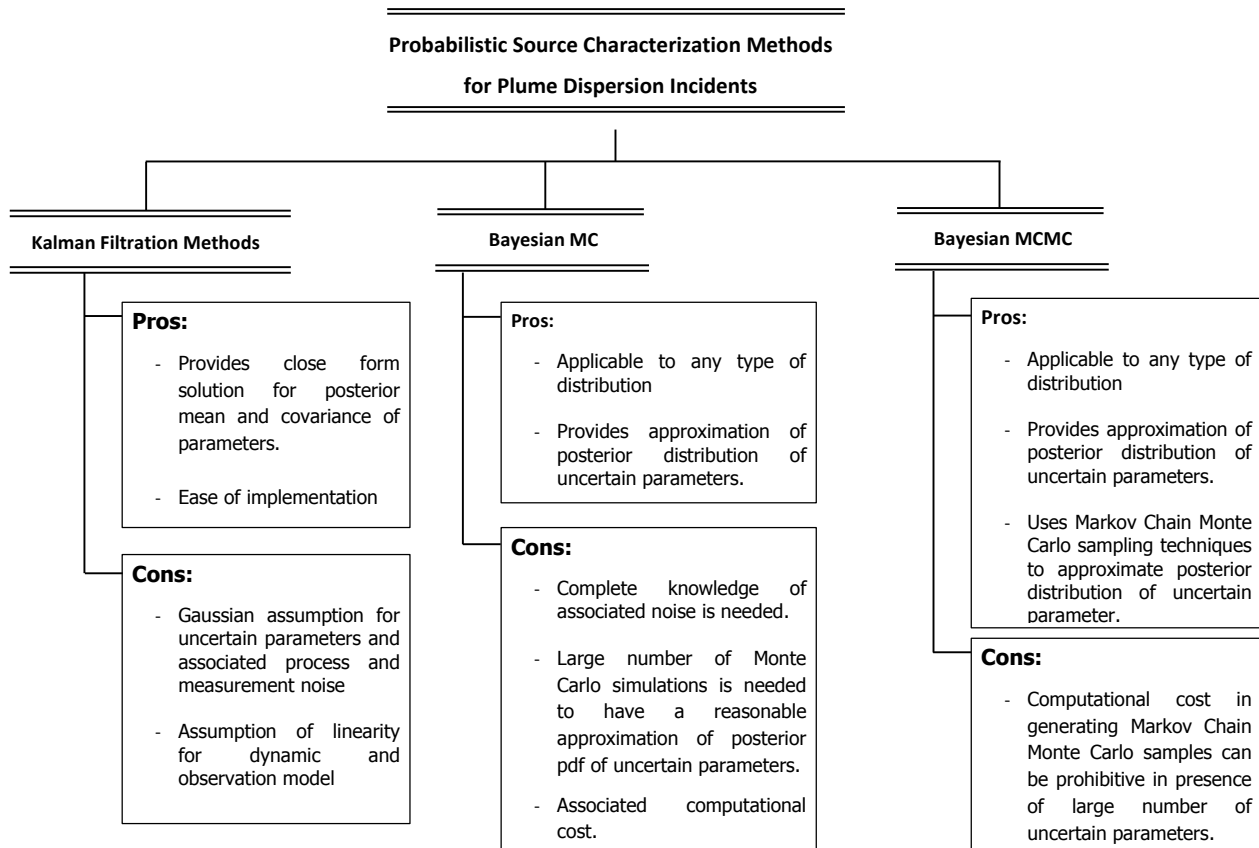 Probabilistic Source Characterization Methods
for Plume Dispersion Incidents
Kalman Filtration Methods
Pros:
- Provides close form
solution for posterior
mean and covariance of
parameters.
- Ease of implementation
Cons:
- Gaussian assumption for
uncertain parameters and
associated process and
measurement noise
- Assumption of linearity
for dynamic and
observation model
Bayesian MC
Pros:
- Applicable to any type of
distribution
- Provides approximation of
posterior distribution of
uncertain parameters.
Cons:
- Complete knowledge of
associated noise is needed.
- Large number of Monte
Carlo simulations is needed
to have a reasonable
approximation of posterior
pdf of uncertain parameters.
- Associated computational
cost.
Bayesian MCMC
Pros:
- Applicable to any type of
distribution
- Provides approximation of
posterior distribution of
uncertain parameters.
- Uses Markov Chain Monte
Carlo sampling techniques
to approximate posterior
distribution of uncertain
parameter.
Cons:
- Computational cost in
generating Markov Chain
Monte Carlo samples can
be prohibitive in presence
of large number of
uncertain parameters.